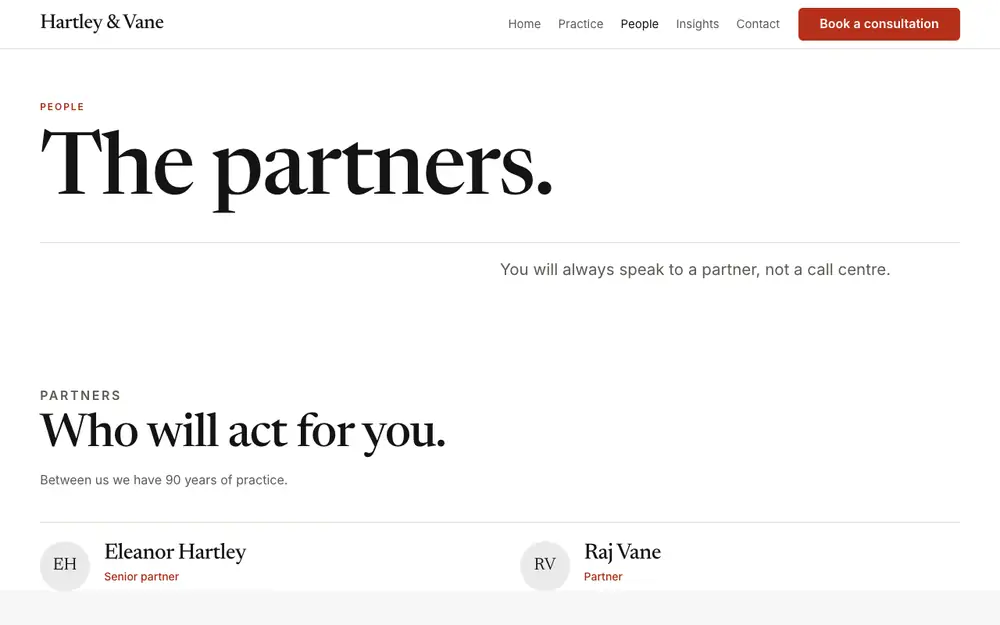 Hartley & Vane
Home Practice People Insights Contact Book a consultation
PEOPLE
The partners.
You will always speak to a partner, not a call centre.
PARTNERS
Who will act for you.
Between us we have 90 years of practice.
EH Eleanor Hartley
Senior partner
RV Raj Vane
Partner